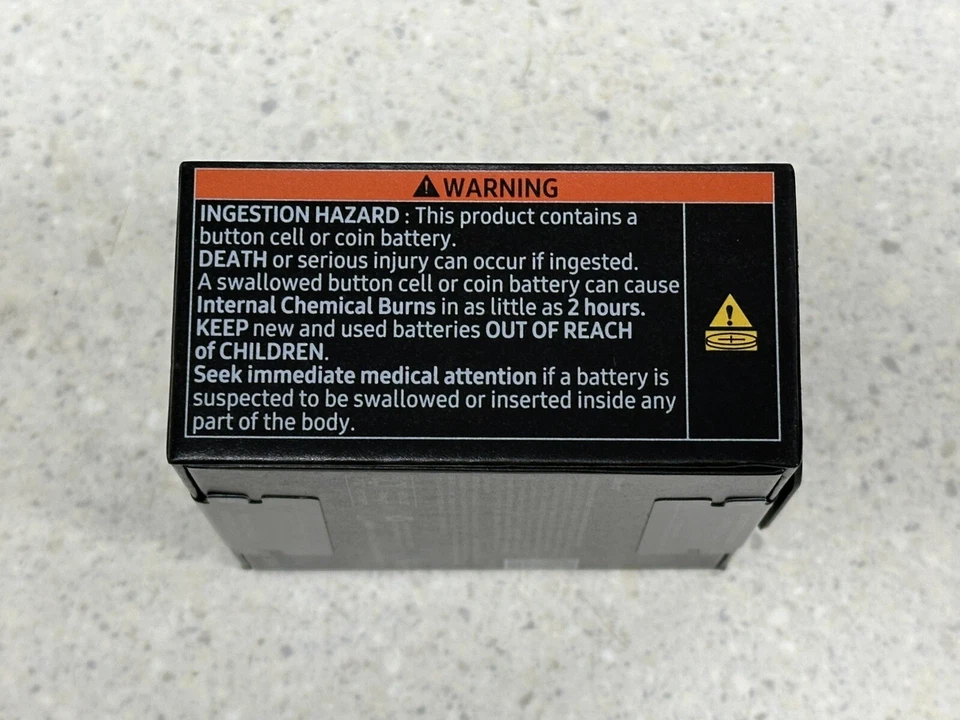 WARNING
INGESTION HAZARD : This product contains a
button cell or coin battery.
DEATH or serious injury can occur if ingested.
A swallowed button cell or coin battery can cause
Internal Chemical Burns in as little as 2 hours.
KEEP new and used batteries OUT OF REACH
of CHILDREN.
Seek immediate medical attention if a battery is
suspected to be swallowed or inserted inside any
part of the body.